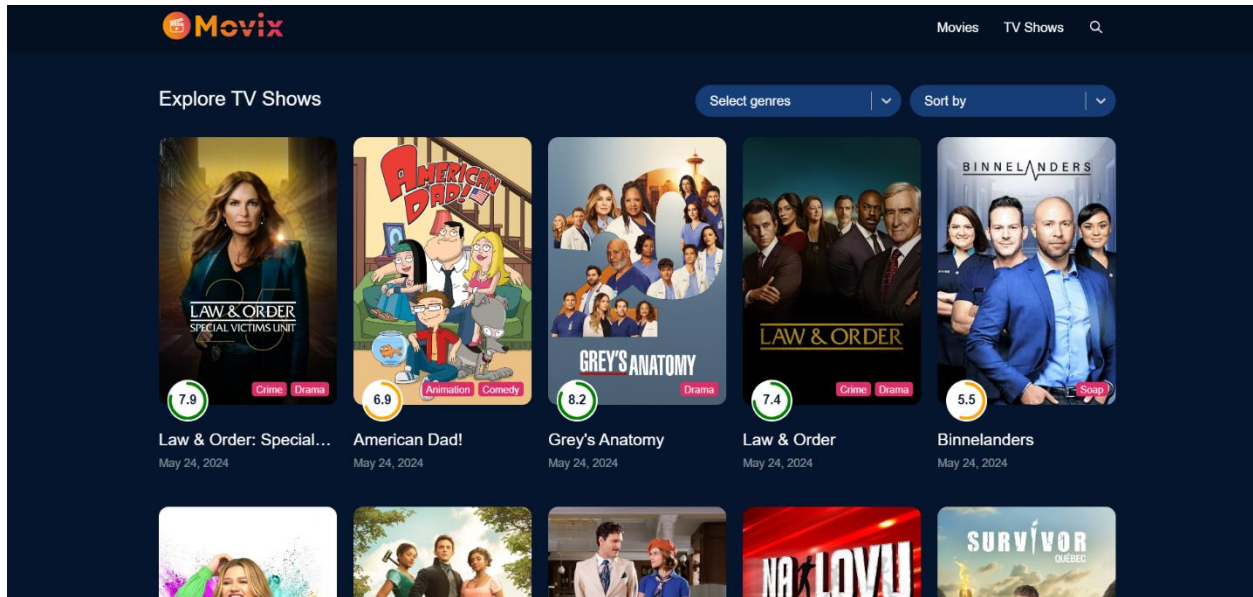 Movix
Movies TV Shows
Explore TV Shows
Select genres
Sort by
25
LAW & ORDER
SPECIAL VICTIMS UNIT
Crime Drama
7.9
Law & Order: Special...
May 24, 2024
AMERICAN
DAD!
Animation Comedy
6.9
American Dad!
May 24, 2024
GREY'S ANATOMY
Drama
8.2
Grey's Anatomy
May 24, 2024
LAW & ORDER
Crime Drama
7.4
Law & Order
May 24, 2024
BINNELANDERS
Soap
5.5
Binnelanders
May 24, 2024
NA LOVU
SURVIVOR
QUÉBEC